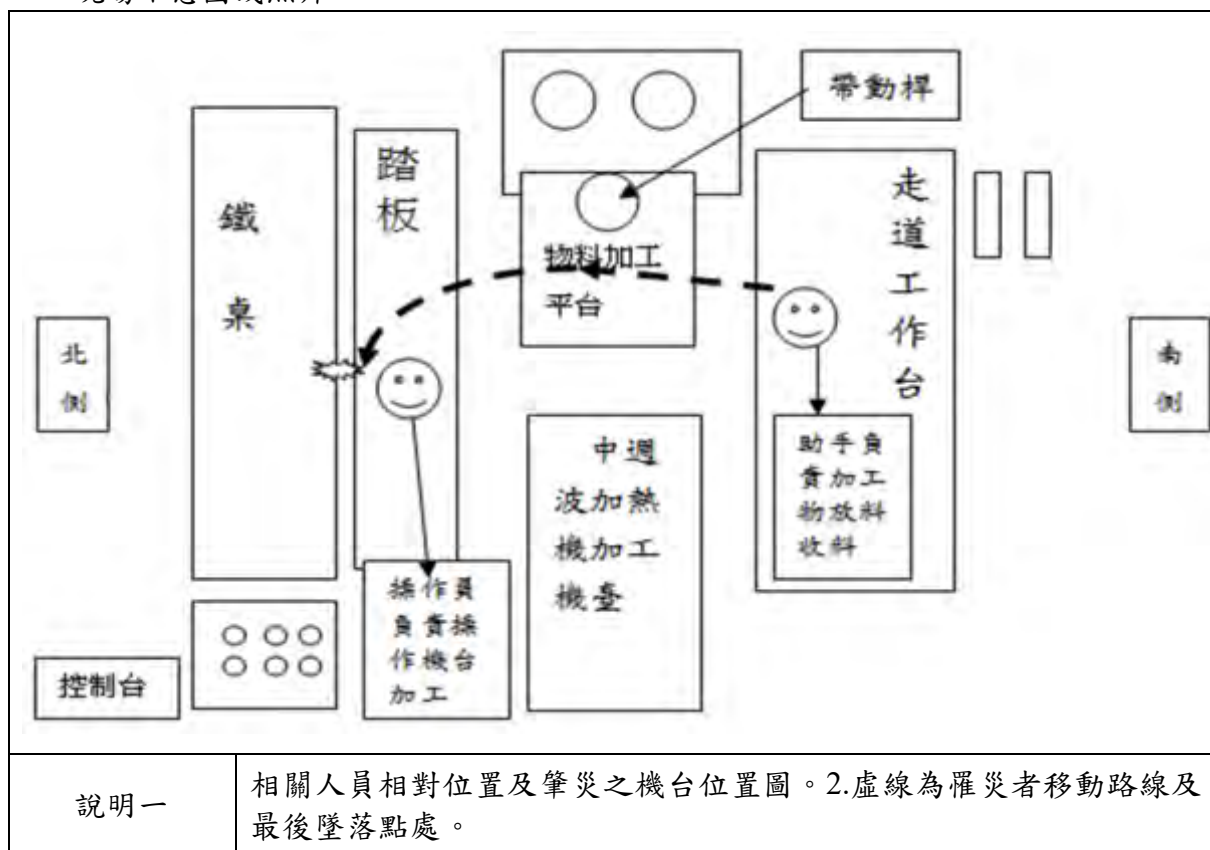 帶動桿
踏
板
走
道
工
作
台
鐵
桌
物料加工
平台
北
側
南
側
中週
波加熱
機加工
機臺
助手負
責加工
物放料
收料
操作員
負責操
作機台
加工
控制台
說明一
相關人員相對位置及肇災之機台位置圖。2.虛線為罹災者移動路線及
最後墜落點處。